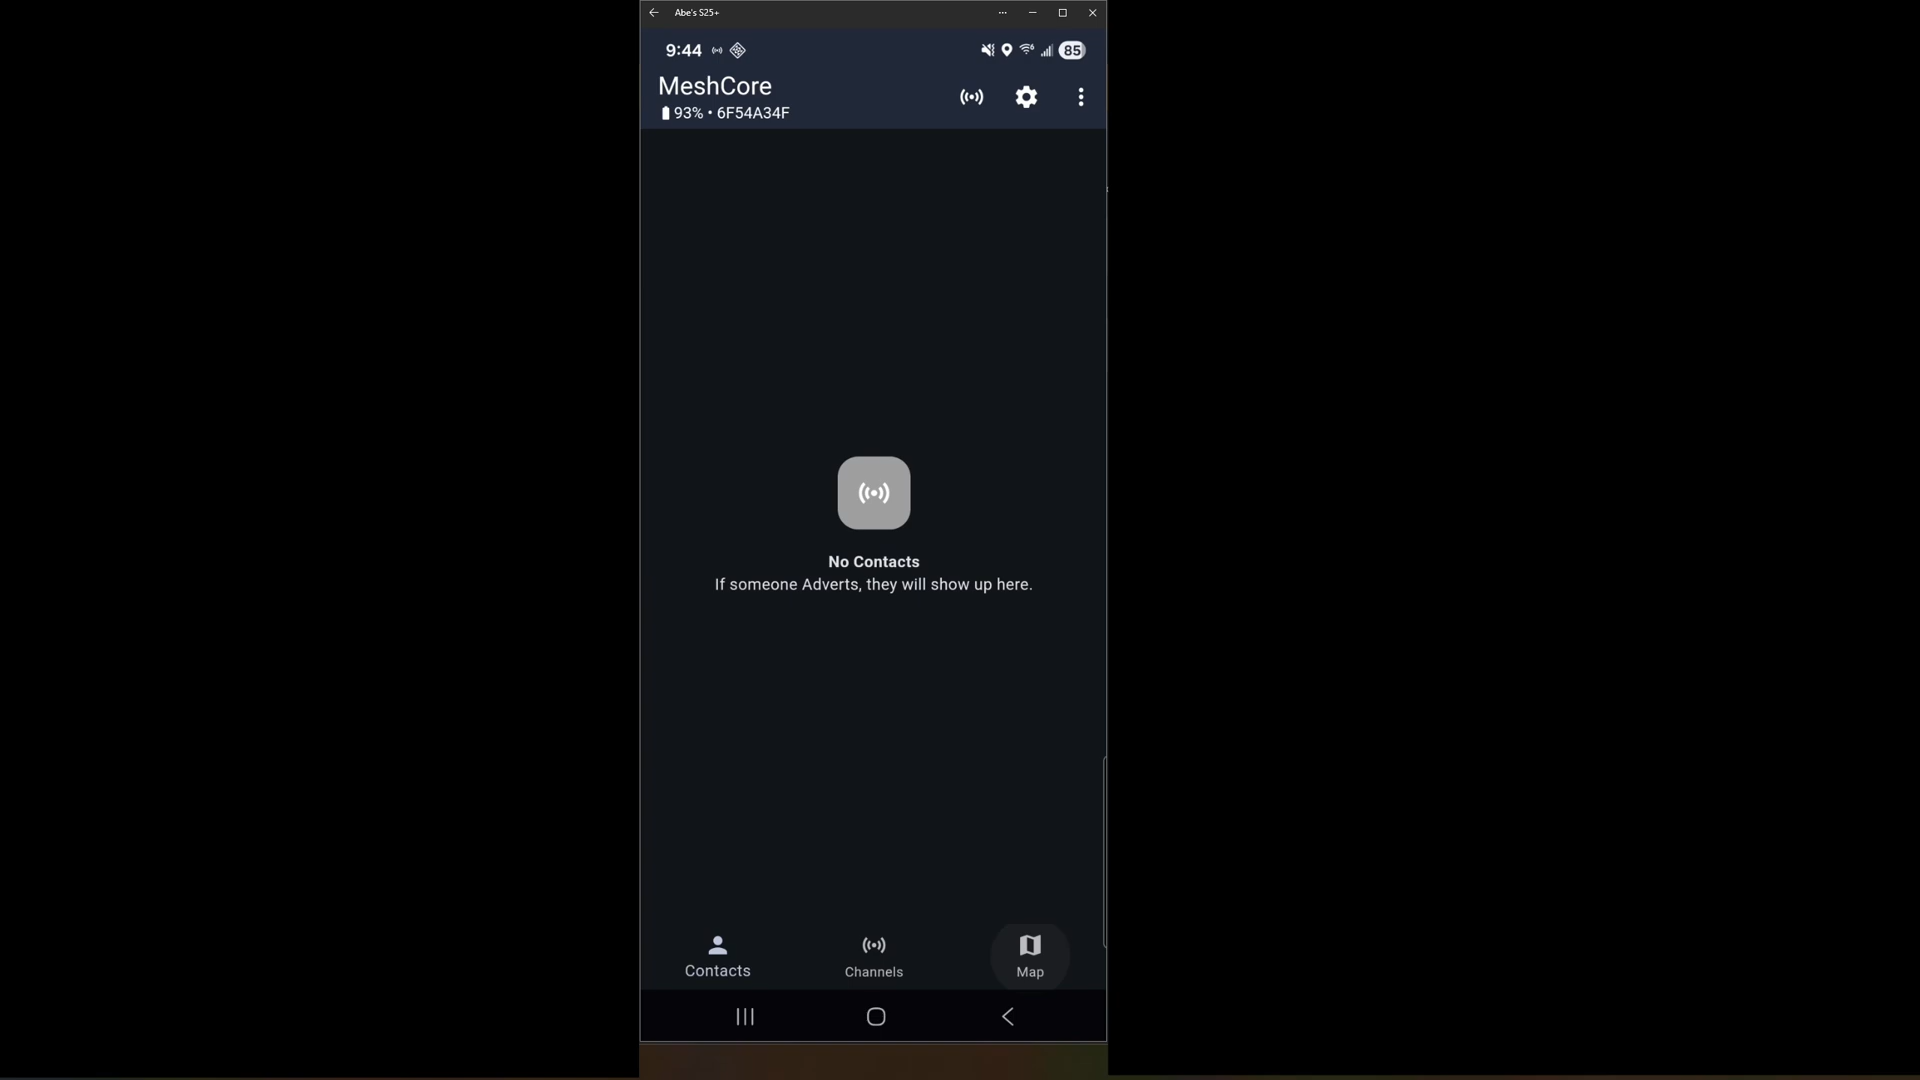 Abe's S25+
9:44
85
MeshCore
93% • 6F54A34F
No Contacts
If someone Adverts, they will show up here.
Contacts
Channels
Map